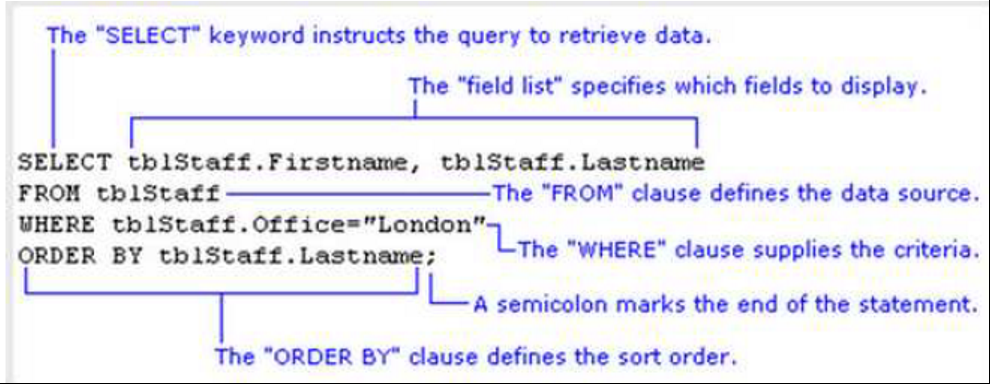 The "SELECT" keyword instructs the query to retrieve data.
The "field list" specifies which fields to display.
SELECT tblStaff.Firstname, tblStaff.Lastname
FROM tblStaff
The "FROM" clause defines the data source.
WHERE tblStaff.Office="London"
The "WHERE" clause supplies the criteria.
ORDER BY tblStaff.Lastname;
A semicolon marks the end of the statement.
The "ORDER BY" clause defines the sort order.